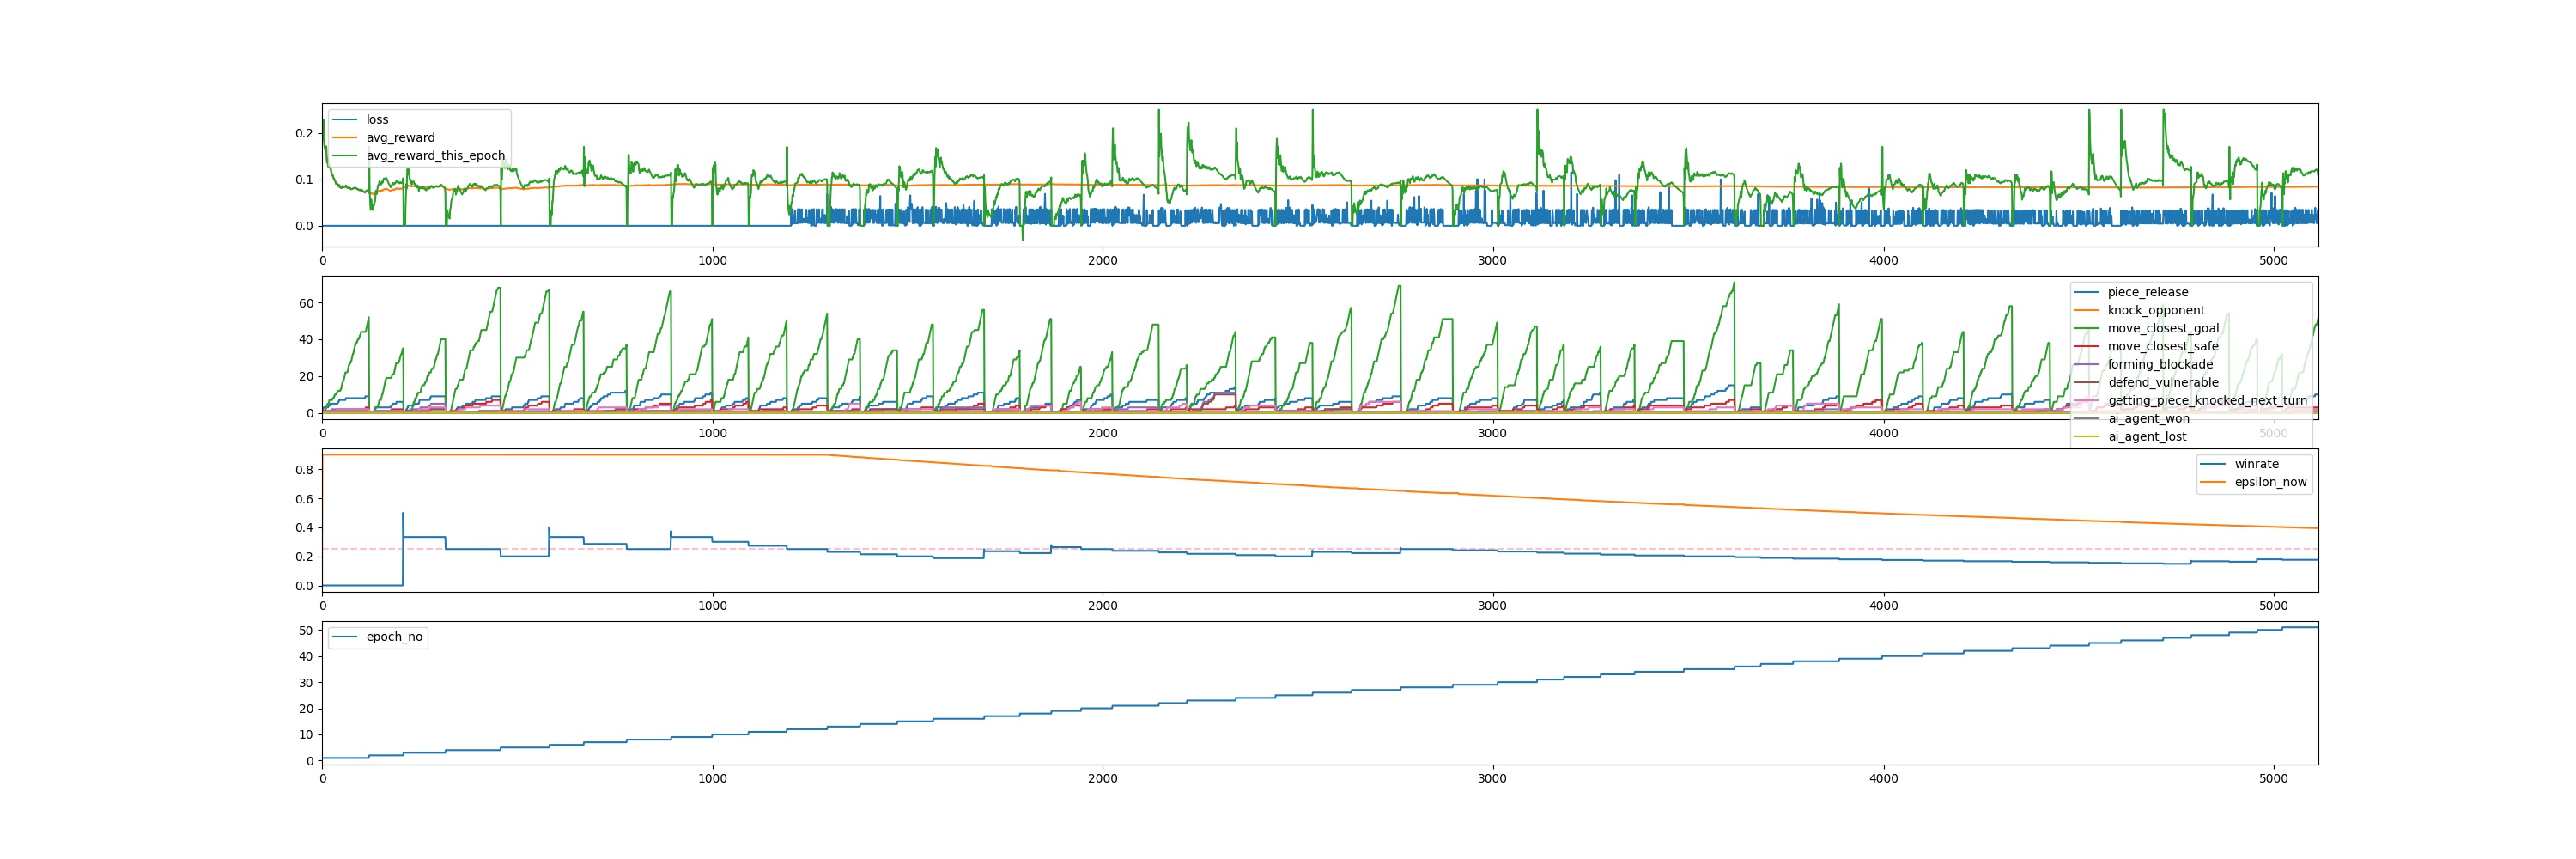 loss
avg_reward
avg_reward_this_epoch
0.2
0.1
0.0
0 1000 2000 3000 4000 5000
piece_release
knock_opponent
move_closest_goal
move_closest_safe
forming_blockade
defend_vulnerable
getting_piece_knocked_next_turn
ai_agent_won
ai_agent_lost
60
40
20
0
0 1000 2000 3000 4000 5000
winrate
epsilon_now
0.8
0.6
0.4
0.2
0.0
0 1000 2000 3000 4000 5000
epoch_no
50
40
30
20
10
0
0 1000 2000 3000 4000 5000